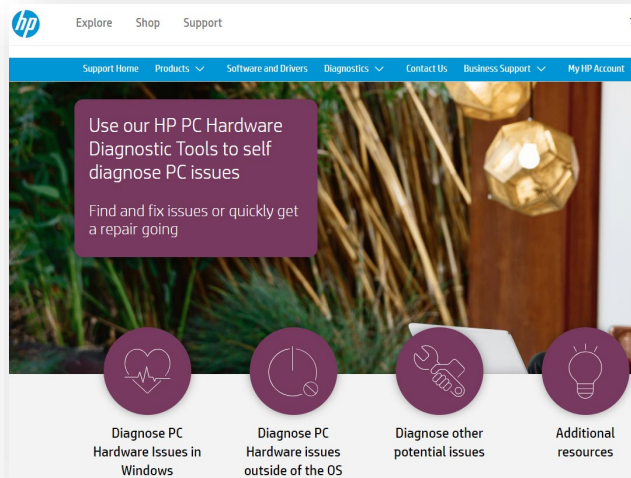 hp
Explore Shop Support
Support Home Products Software and Drivers Diagnostics Contact Us Business Support My HP Account
Use our HP PC Hardware
Diagnostic Tools to self
diagnose PC issues
Find and fix issues or quickly get
a repair going
Diagnose PC
Hardware Issues in
Windows
Diagnose PC
Hardware issues
outside of the OS
Diagnose other
potential issues
Additional
resources